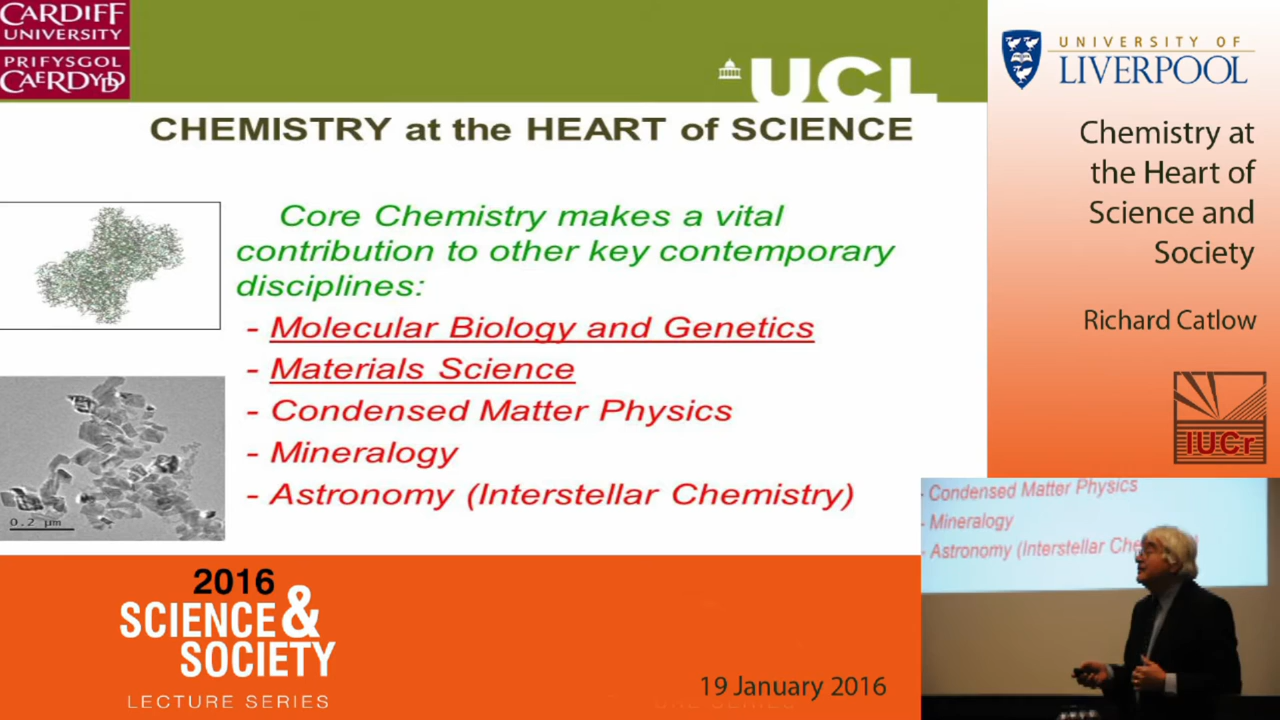 CARDIFF
UNIVERSITY
PRIFYSGOL
CAERDYDD
UCL
CHEMISTRY at the HEART of SCIENCE
Core Chemistry makes a vital
contribution to other key contemporary
disciplines:
- Molecular Biology and Genetics
- Materials Science
- Condensed Matter Physics
- Mineralogy
- Astronomy (Interstellar Chemistry)
0.2 µm
UNIVERSITY OF
LIVERPOOL
Chemistry at
the Heart of
Science and
Society
Richard Catlow
IUCr
- Condensed Matter Physics
- Mineralogy
- Astronomy (Interstellar Che
2016
SCIENCE &
SOCIETY
LECTURE SERIES
19 January 2016